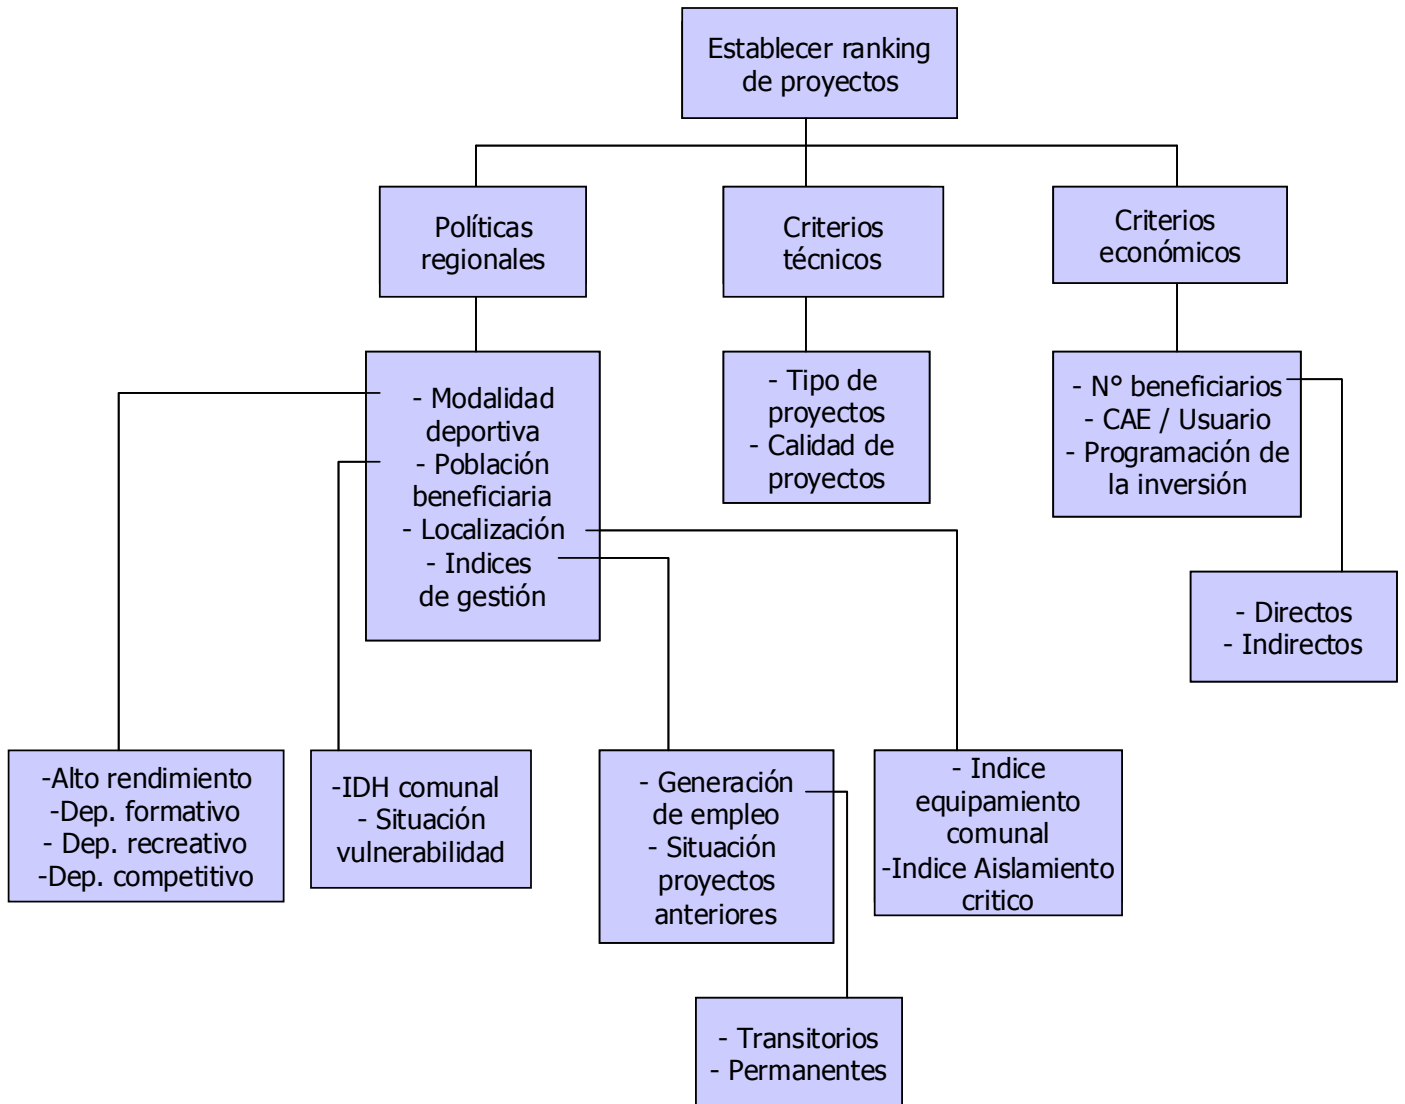 Establecer ranking
de proyectos
Políticas
regionales
Criterios
técnicos
Criterios
económicos
- Modalidad
deportiva
- Población
beneficiaria
- Localización
- Indices
de gestión
- Tipo de
proyectos
- Calidad de
proyectos
- N° beneficiarios
- CAE / Usuario
- Programación de
la inversión
- Directos
- Indirectos
-Alto rendimiento
-Dep. formativo
- Dep. recreativo
-Dep. competitivo
-IDH comunal
- Situación
vulnerabilidad
- Generación
de empleo
- Situación
proyectos
anteriores
- Indice
equipamiento
comunal
-Indice Aislamiento
critico
- Transitorios
- Permanentes